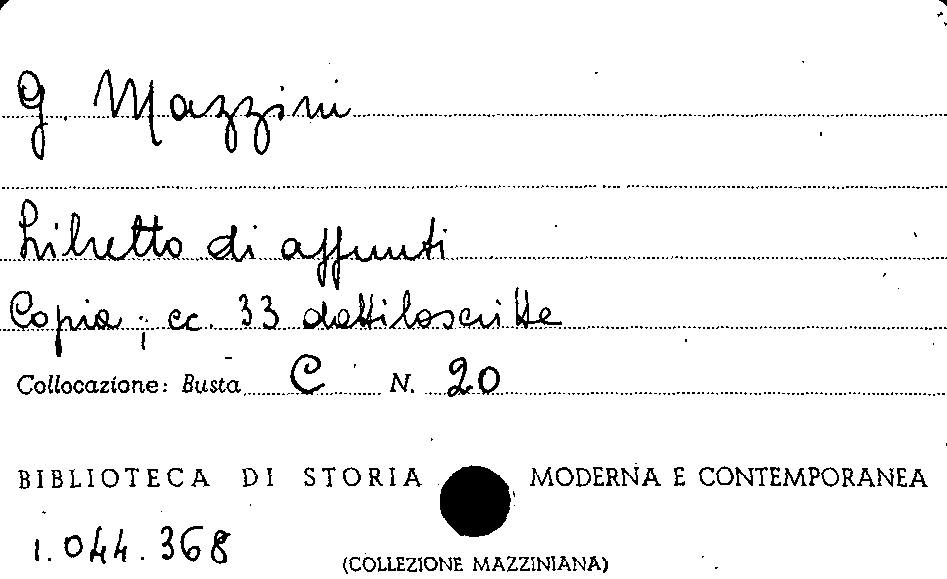 G. Mazzini
Libretto di appunti
Copia; cc. 33 dattiloscritte
Collocazione: Busta C N. 20
BIBLIOTECA DI STORIA MODERNA E CONTEMPORANEA
1.044.368
(COLLEZIONE MAZZINIANA)